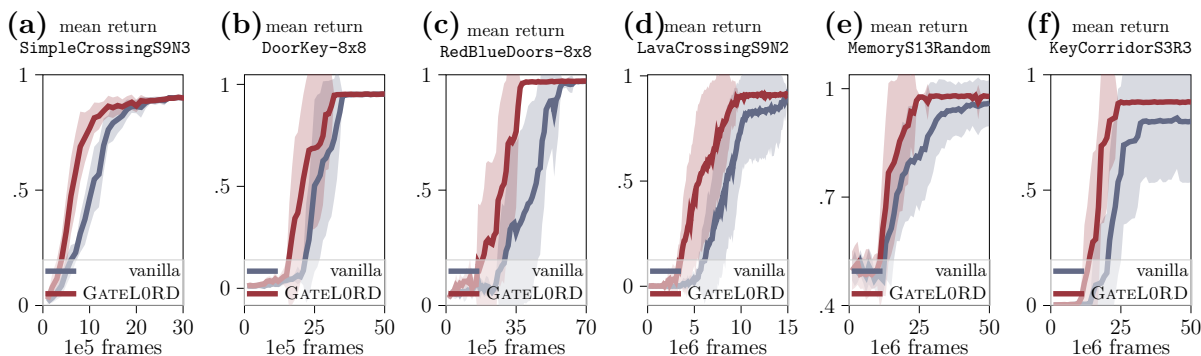 (a) mean return
SimpleCrossingS9N3
1
.5
0
vanilla
GATEL0RD
0 10 20 30
1e5 frames
(b) mean return
DoorKey-8x8
1
.5
0
vanilla
GATEL0RD
0 25 50
1e5 frames
(c) mean return
RedBlueDoors-8x8
1
.5
0
vanilla
GATEL0RD
0 35 70
1e5 frames
(d) mean return
LavaCrossingS9N2
1
.5
0
vanilla
GATEL0RD
0 5 10 15
1e6 frames
(e) mean return
MemoryS13Random
1
.7
.4
vanilla
GATEL0RD
0 25 50
1e6 frames
(f) mean return
KeyCorridorS3R3
1
.5
0
vanilla
GATEL0RD
0 25 50
1e6 frames